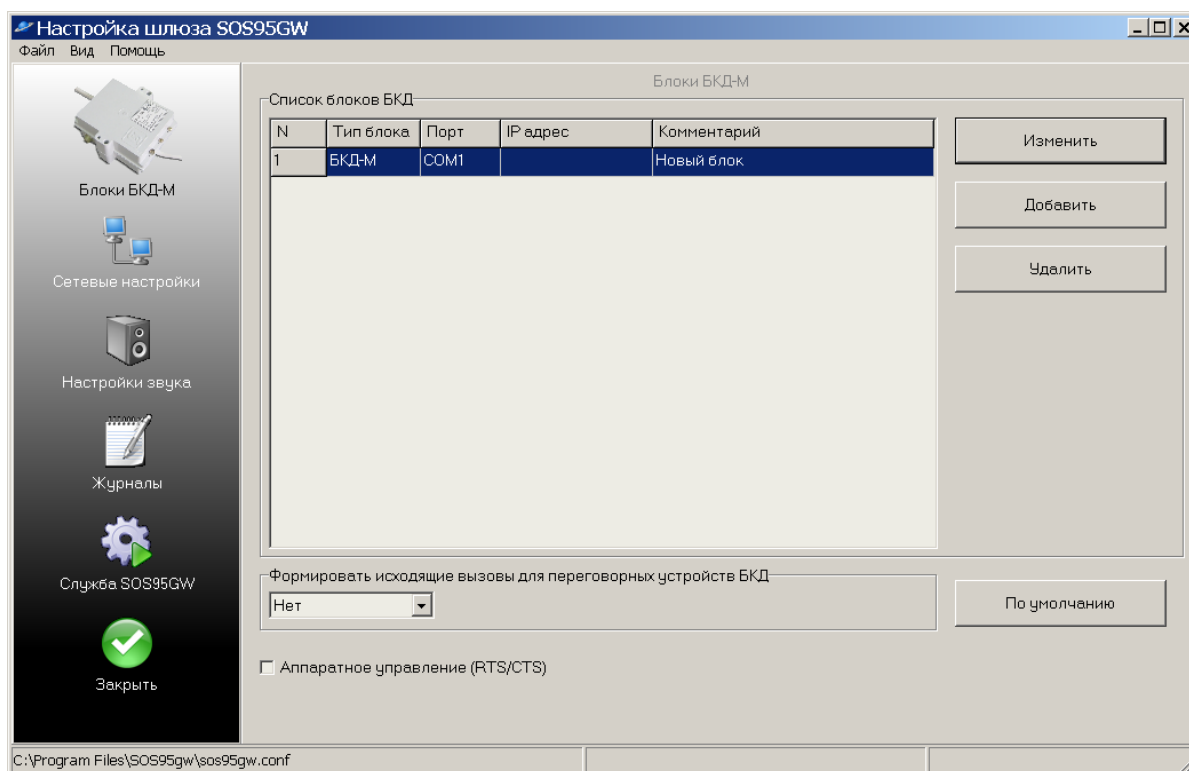 Настройка шлюза SOS95GW
Файл Вид Помощь
Блоки БКД-М
Сетевые настройки
Настройки звука
Журналы
Служба SOS95GW
Закрыть
Блоки БКД-М
Список блоков БКД
N Тип блока Порт IP адрес Комментарий
1 БКД-М COM1 Новый блок
Изменить
Добавить
Удалить
Формировать исходящие вызовы для переговорных устройств БКД
Нет
По умолчанию
Аппаратное управление (RTS/CTS)
C:\Program Files\SOS95gw\sos95gw.conf